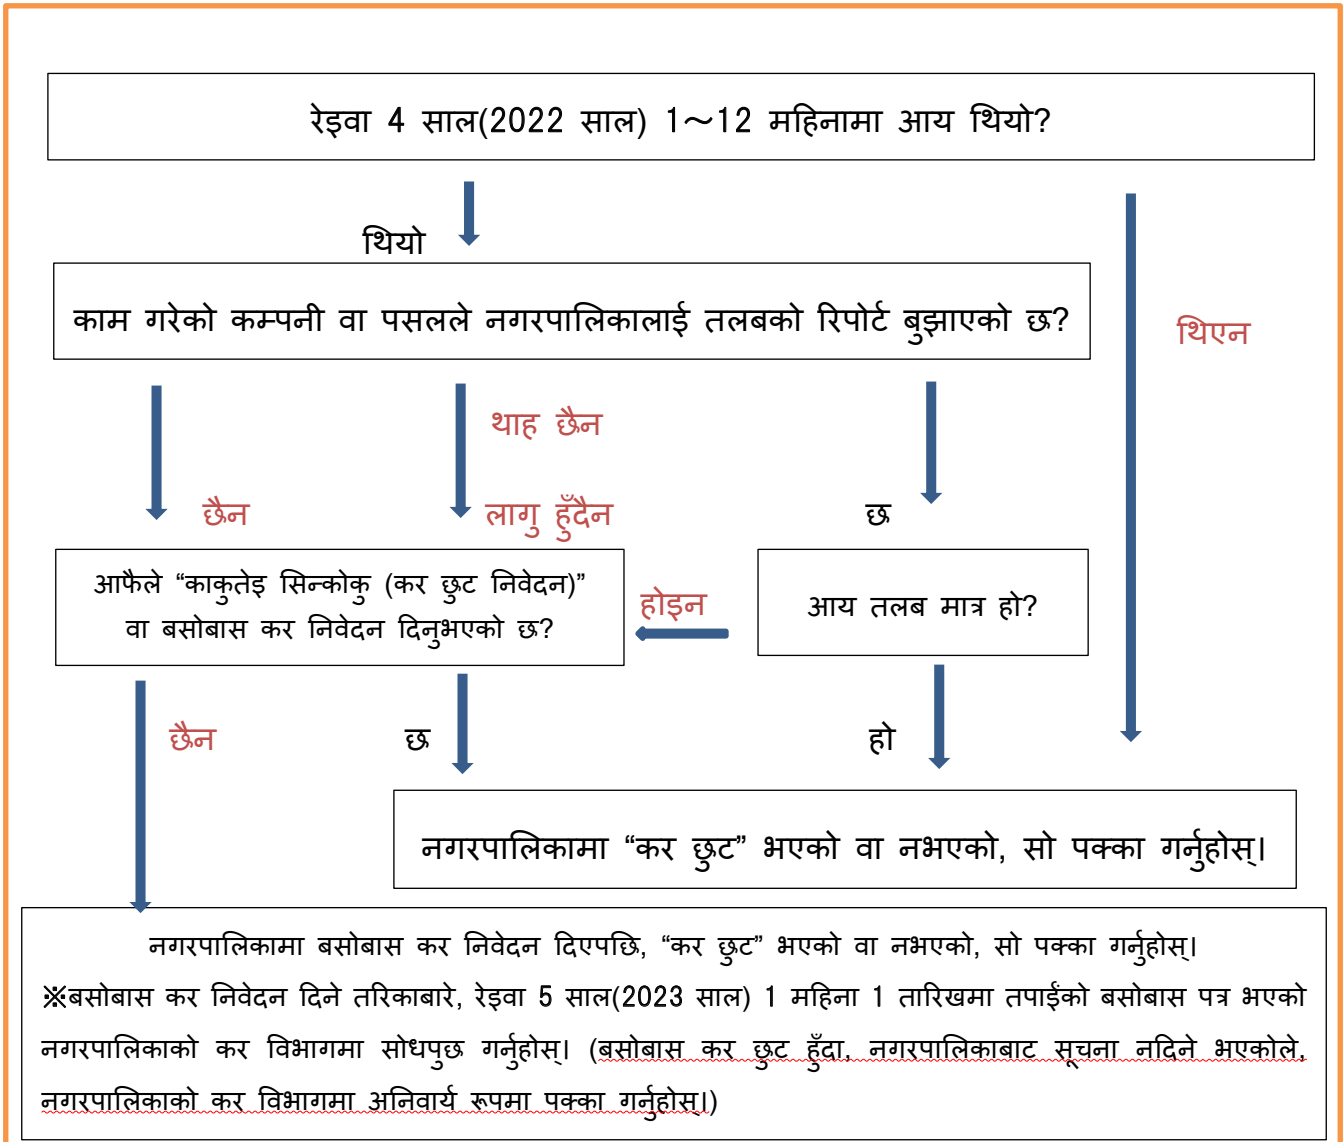 रेइवा 4 साल(2022 साल) 1～12 महिनामा आय थियो?
थियो
काम गरेको कम्पनी वा पसलले नगरपालिकालाई तलबको रिपोर्ट बुझाएको छ?
थिएन
थाह छैन
छैन
लागु हुँदैन
छ
आफैले “काकुतेइ सिन्कोकु (कर छुट निवेदन)”
वा बसोबास कर निवेदन दिनुभएको छ?
होइन
आय तलब मात्र हो?
छैन
छ
हो
नगरपालिकामा “कर छुट” भएको वा नभएको, सो पक्का गर्नुहोस्।
नगरपालिकामा बसोबास कर निवेदन दिएपछि, “कर छुट” भएको वा नभएको, सो पक्का गर्नुहोस्।
※बसोबास कर निवेदन दिने तरिकाबारे, रेइवा 5 साल(2023 साल) 1 महिना 1 तारिखमा तपाईंको बसोबास पत्र भएको
नगरपालिकाको कर विभागमा सोधपुछ गर्नुहोस्। (बसोबास कर छुट हुँदा, नगरपालिकाबाट सूचना नदिने भएकोले,
नगरपालिकाको कर विभागमा अनिवार्य रूपमा पक्का गर्नुहोस्।)